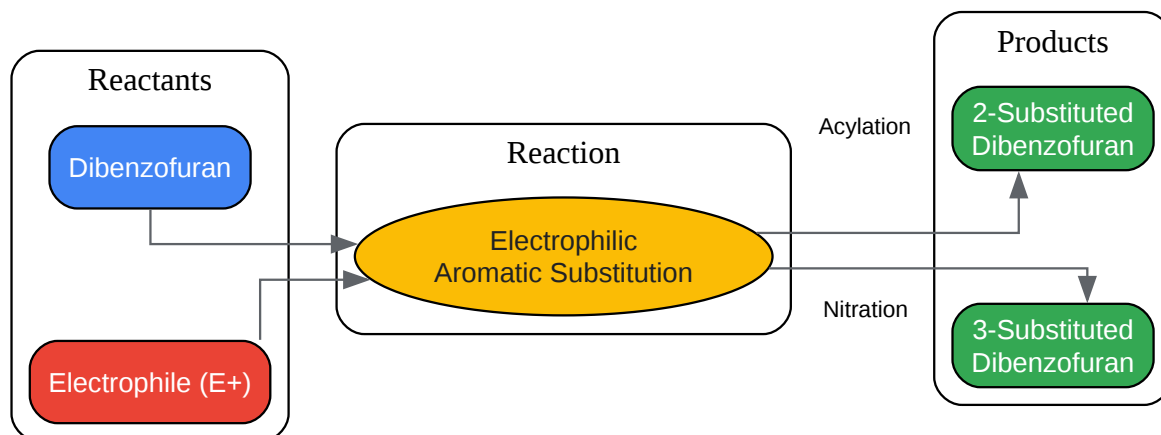 Reactants
Dibenzofuran
Electrophile (E+)
Reaction
Electrophilic
Aromatic Substitution
Acylation
Nitration
Products
2-Substituted
Dibenzofuran
3-Substituted
Dibenzofuran